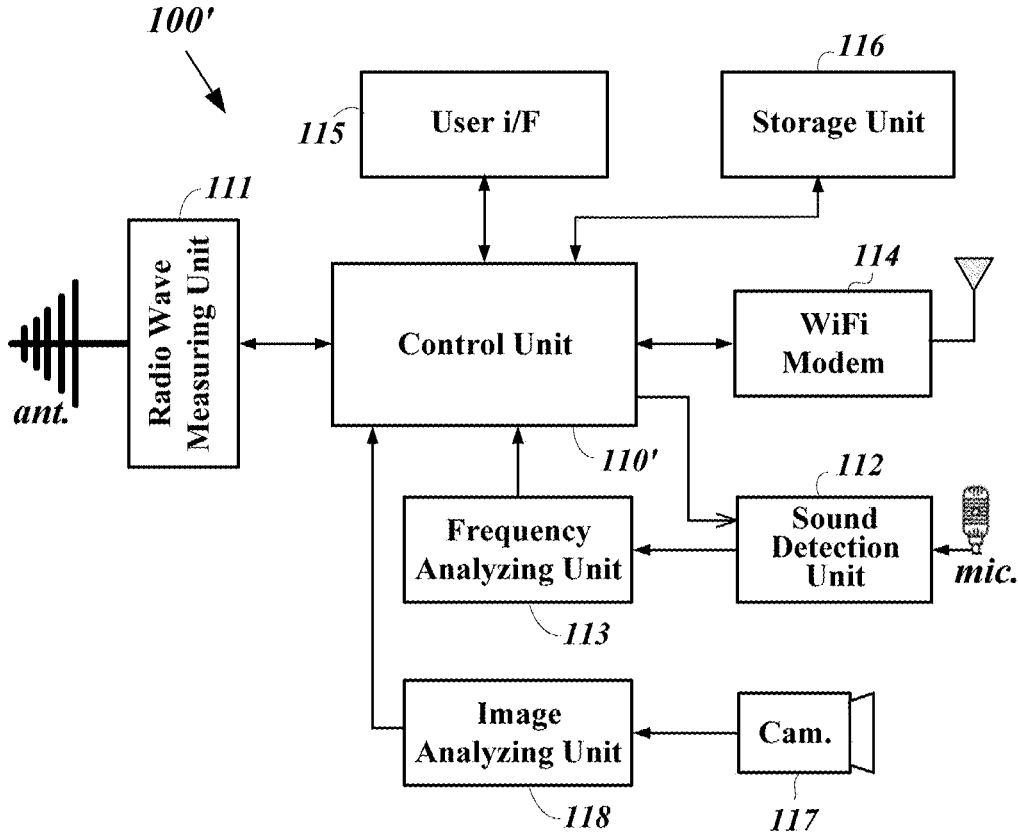 100'
116
115
User i/F
Storage Unit
111
Radio Wave
Measuring Unit
114
Control Unit
WiFi
Modem
ant.
110'
112
Frequency
Analyzing Unit
Sound
Detection
Unit
mic.
113
Image
Analyzing Unit
Cam.
118
117